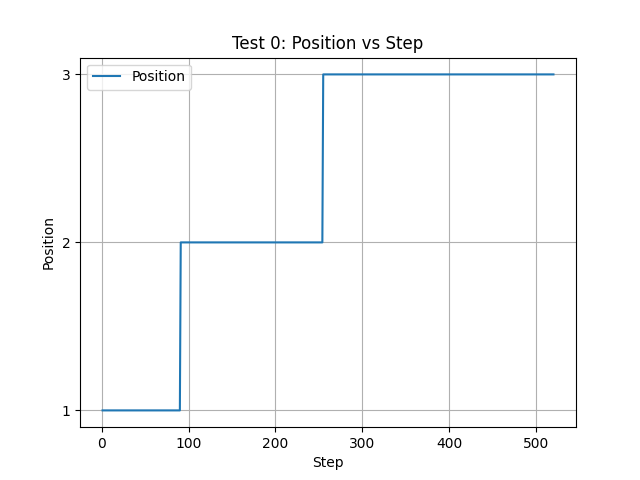 Test 0: Position vs Step
Position
3
2
1
Position
0 100 200 300 400 500
Step